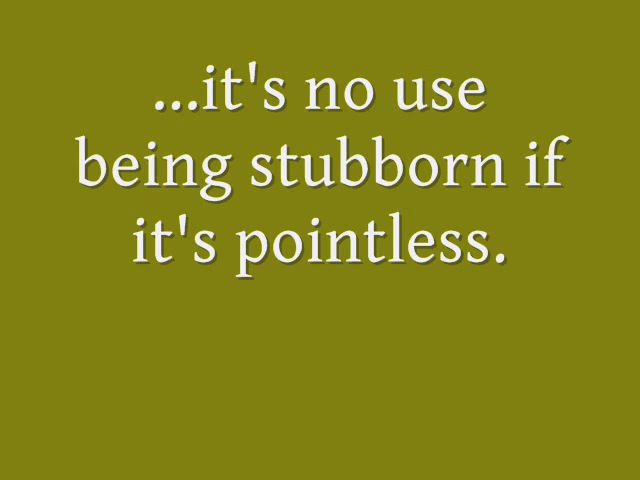 ...it's no use
being stubborn if
it's pointless.